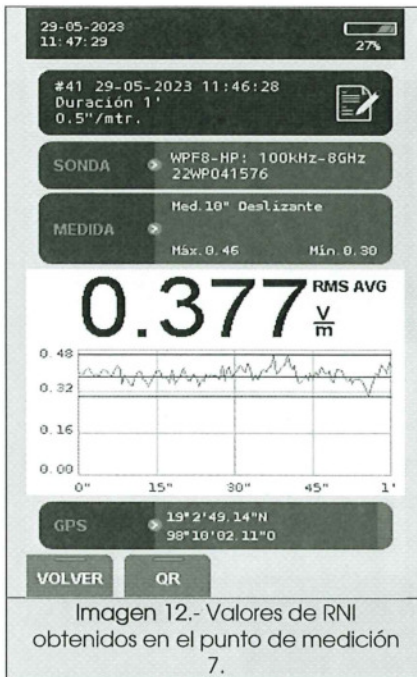 29-05-2023
11:47:29
27%
#41 29-05-2023 11:46:28
Duración 1'
0.5"/mtr.
SONDA
WPF8-HP: 100kHz-8GHz
22WP041576
MEDIDA
Med.10" Deslizante
Máx.0.46 Min.0.30
0.377 RMS AVG
V/m
0.48
0.32
0.16
0.00
0" 15" 30" 45" 1'
GPS
19°2'49.14"N
98°10'02.11"O
VOLVER QR
Imagen 12.- Valores de RNI
obtenidos en el punto de medición
7.